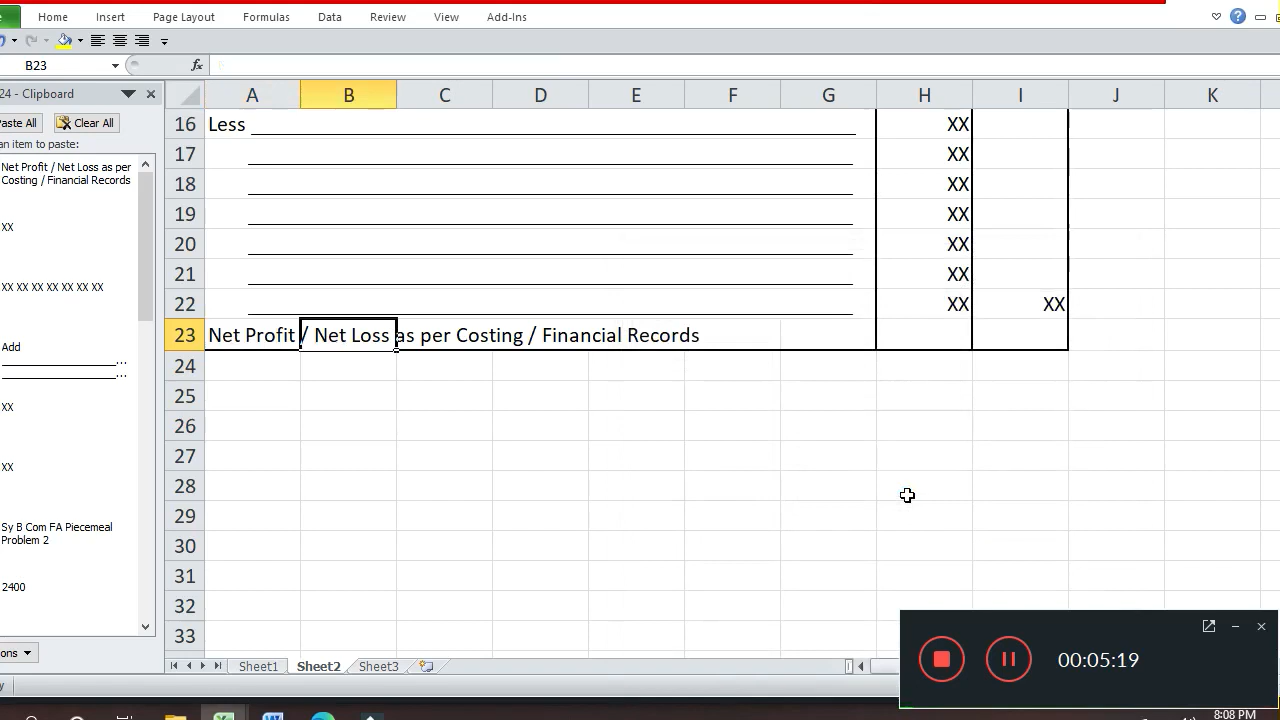 Home Insert Page Layout Formulas Data Review View Add-Ins
B23 fx
24 - Clipboard
A B C D E F G H I J K
Paste All Clear All
an item to paste:
Net Profit / Net Loss as per
Costing / Financial Records
XX
XX XX XX XX XX XX XX
Add
XX
XX
Sy B Com FA Piecemeal
Problem 2
2400
ons
16 Less XX
17 XX
18 XX
19 XX
20 XX
21 XX
22 XX XX
23 Net Profit / Net Loss as per Costing / Financial Records
24
25
26
27
28
29
30
31
32
33
Sheet1 Sheet2 Sheet3
00:05:19
8:08 PM